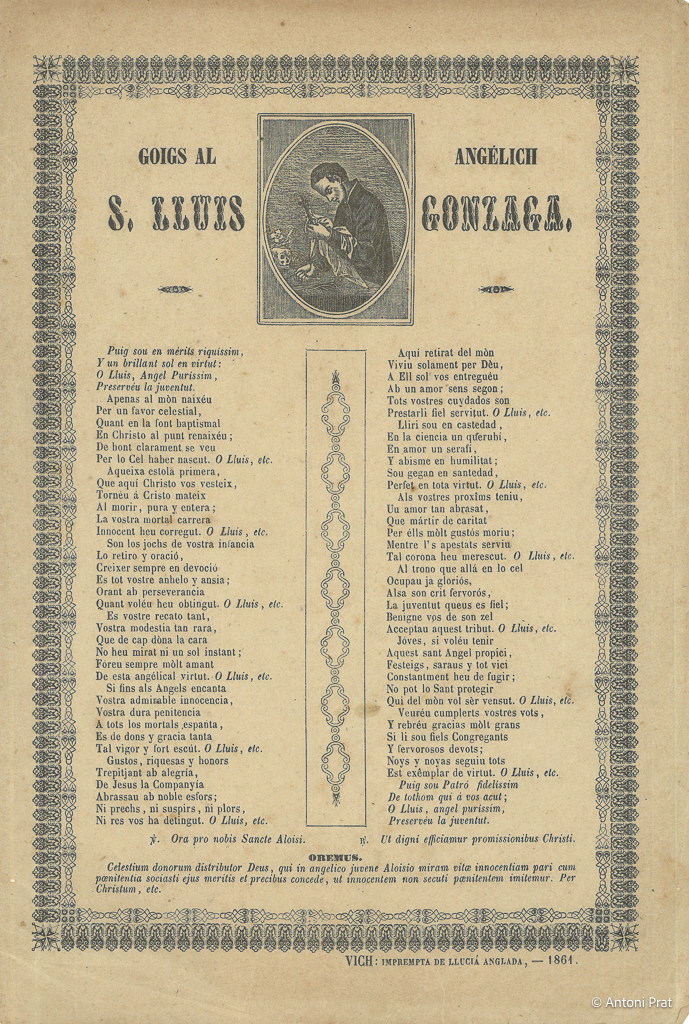 GOIGS AL ANGÉLICH
S. LLUIS GONZAGA.
Puig sou en mérits riquissim,
Y un brillant sol en virtut:
O Lluis, Angel Purissim,
Preservéu la juventut.
Apenas al mòn naixéu
Per un favor celestial,
Quant en la font baptismal
En Christo al punt renaixéu;
De hont clarament se veu
Per lo Cel haber nascut. O Lluis, etc.
Aqueixa estola primera,
Que aquí Christo vos vesteix,
Tornéu á Cristo mateix
Al morir, pura y entera;
La vostra mortal carrera
Innocent heu corregut. O Lluis, etc.
Son los jochs de vostra infancia
Lo retiro y oració,
Creixer sempre en devoció
Es tot vostre anhelo y ansia;
Orant ab perseverancia
Quant voléu heu obtingut. O Lluis, etc.
Es vostre recato tant,
Vostra modestia tan rara,
Que de cap dòna la cara
No heu mirat ni un sol instant;
Fóreu sempre mòlt amant
De esta angélical virtut. O Lluis, etc.
Si fins als Angels encanta
Vostra admirable innocencia,
Vostra dura penitencia
A tots los mortals espanta,
Es de dons y gracia tanta
Tal vigor y fort escút. O Lluis, etc.
Gustos, riquesas y honors
Trepitjant ab alegria,
De Jesus la Companyia
Abrassau ab noble esfors;
Ni prechs, ni suspirs, ni plors,
Ni res vos ha detingut. O Lluis, etc.
Aquí retirat del mòn
Viviu solament per Dèu,
A Ell sol vos entreguéu
Ab un amor sens segon;
Tots vostres cuydados son
Prestarli fiel servitut. O Lluis, etc.
Lliri sou en castedad,
En la ciencia un querubí,
En amor un serafi,
Y abisme en humilitat;
Sou gegan en santedad,
Perfet en tota virtut. O Lluis, etc.
Als vostres proxims teniu,
Un amor tan abrasat,
Que mártir de caritat
Per élls mòlt gustós moriu;
Mentre l's apestats serviu
Tal corona heu merescut. O Lluis, etc.
Al trono que allá en lo cel
Ocupau ja gloriós,
Alsa son crit fervorós,
La juventut queus es fiel;
Benigne vos de son zel
Acceptau aquest tribut. O Lluis, etc.
Jóves, si voléu tenir
Aquest sant Angel propici,
Festeigs, saraus y tot vici
Constantment heu de fugir;
No pot lo Sant protegir
Qui del mòn vol sèr vensut. O Lluis, etc.
Veuréu cumplerts vostres vots,
Y rebréu gracias mòlt grans
Si li sou fiels Congregants
Y fervorosos devots;
Noys y noyas seguiu tots
Est exèmplar de virtut. O Lluis, etc.
Puig sou Patró fidelissim
De tothom qui á vos acut;
O Lluis, angel purissim,
Preservéu la juventut.
℣. Ora pro nobis Sancte Aloisi. ℟. Ut digni efficiamur promissionibus Christi.
OREMUS.
Celestium donorum distributor Deus, qui in angelico juvene Aloisio miram vitæ innocentiam pari cum
pœnitentia sociasti ejus meritis et precibus concede, ut innocentem non secuti pœnitentem imitemur. Per
Christum, etc.
VICH: IMPREMPTA DE LLUCIÁ ANGLADA, — 1861.
© Antoni Prat